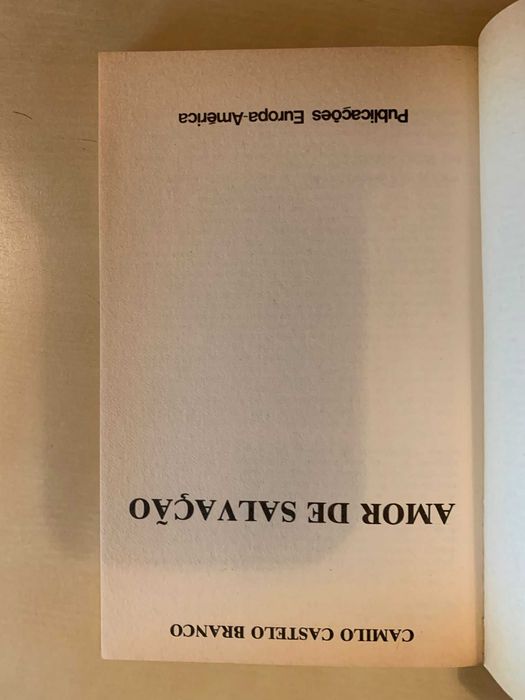 CAMILO CASTELO BRANCO
AMOR DE SALVAÇÃO
Publicações Europa-América